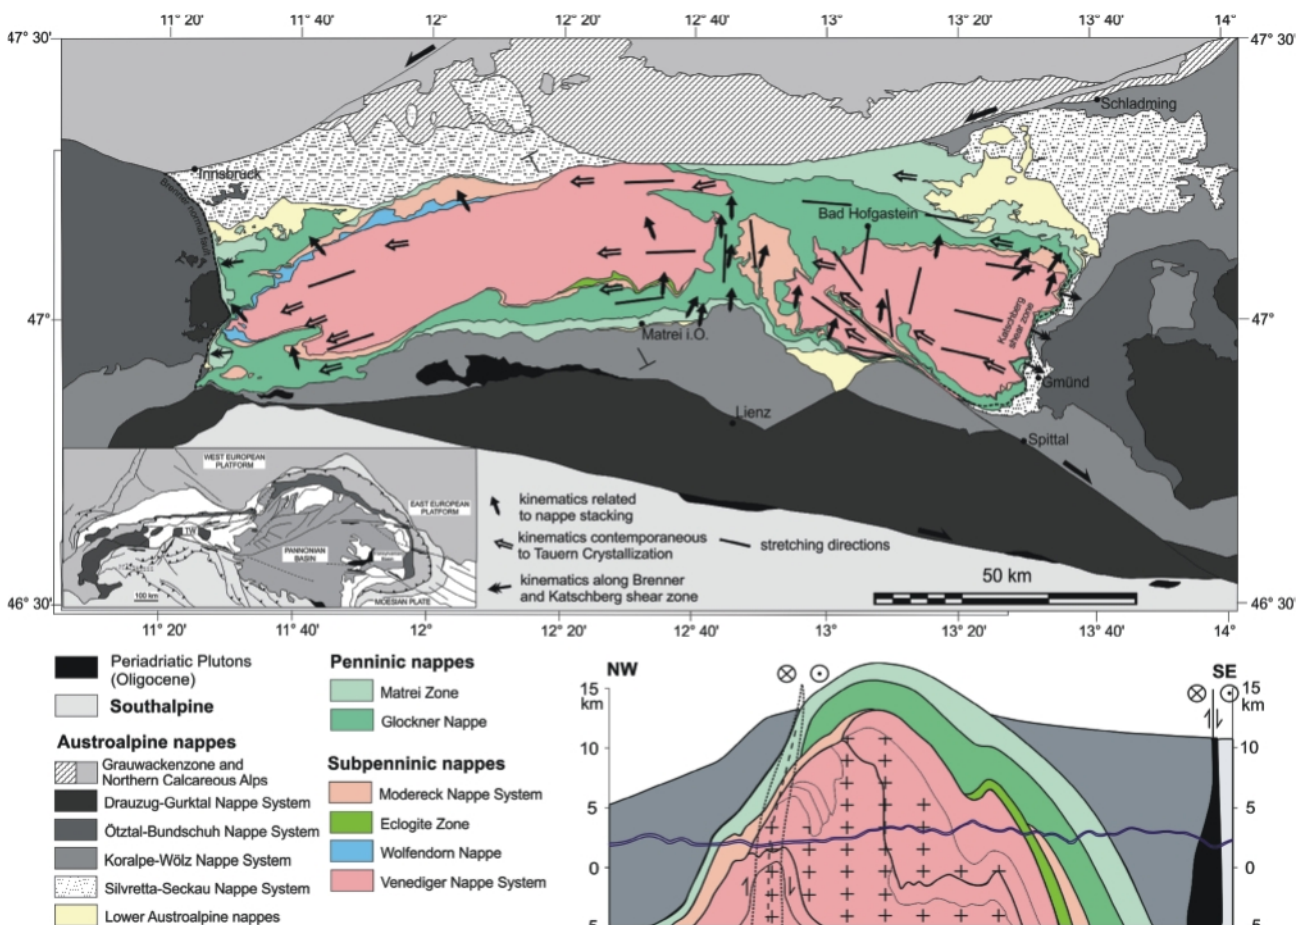 11° 20' 11° 40' 12° 12° 20' 12° 40' 13° 13° 20' 13° 40' 14°
47° 30' 47° 30'
Schladming
Innsbruck
Brenner normal fault
Bad Hofgastein
47° 47°
Katschberg
shear zone
Matrei i.O.
Gmünd
Lienz
Spittal
WEST EUROPEAN
PLATFORM
EAST EUROPEAN
PLATFORM
TW
PANNONIAN
BASIN
100 km
MOESIAN PLATE
kinematics related
to nappe stacking
kinematics contemporaneous
to Tauern Crystallization
kinematics along Brenner
and Katschberg shear zone
stretching directions
50 km
46° 30' 46° 30'
11° 20' 11° 40' 12° 12° 20' 12° 40' 13° 13° 20' 13° 40' 14°
Periadriatic Plutons
(Oligocene)
Southalpine
Austroalpine nappes
Grauwackenzone and
Northern Calcareous Alps
Drauzug-Gurktal Nappe System
Ötztal-Bundschuh Nappe System
Koralpe-Wölz Nappe System
Silvretta-Seckau Nappe System
Lower Austroalpine nappes
Penninic nappes
Matrei Zone
Glockner Nappe
Subpenninic nappes
Modereck Nappe System
Eclogite Zone
Wolfendorn Nappe
Venediger Nappe System
NW SE
15 15
km km
10 10
5 5
0 0